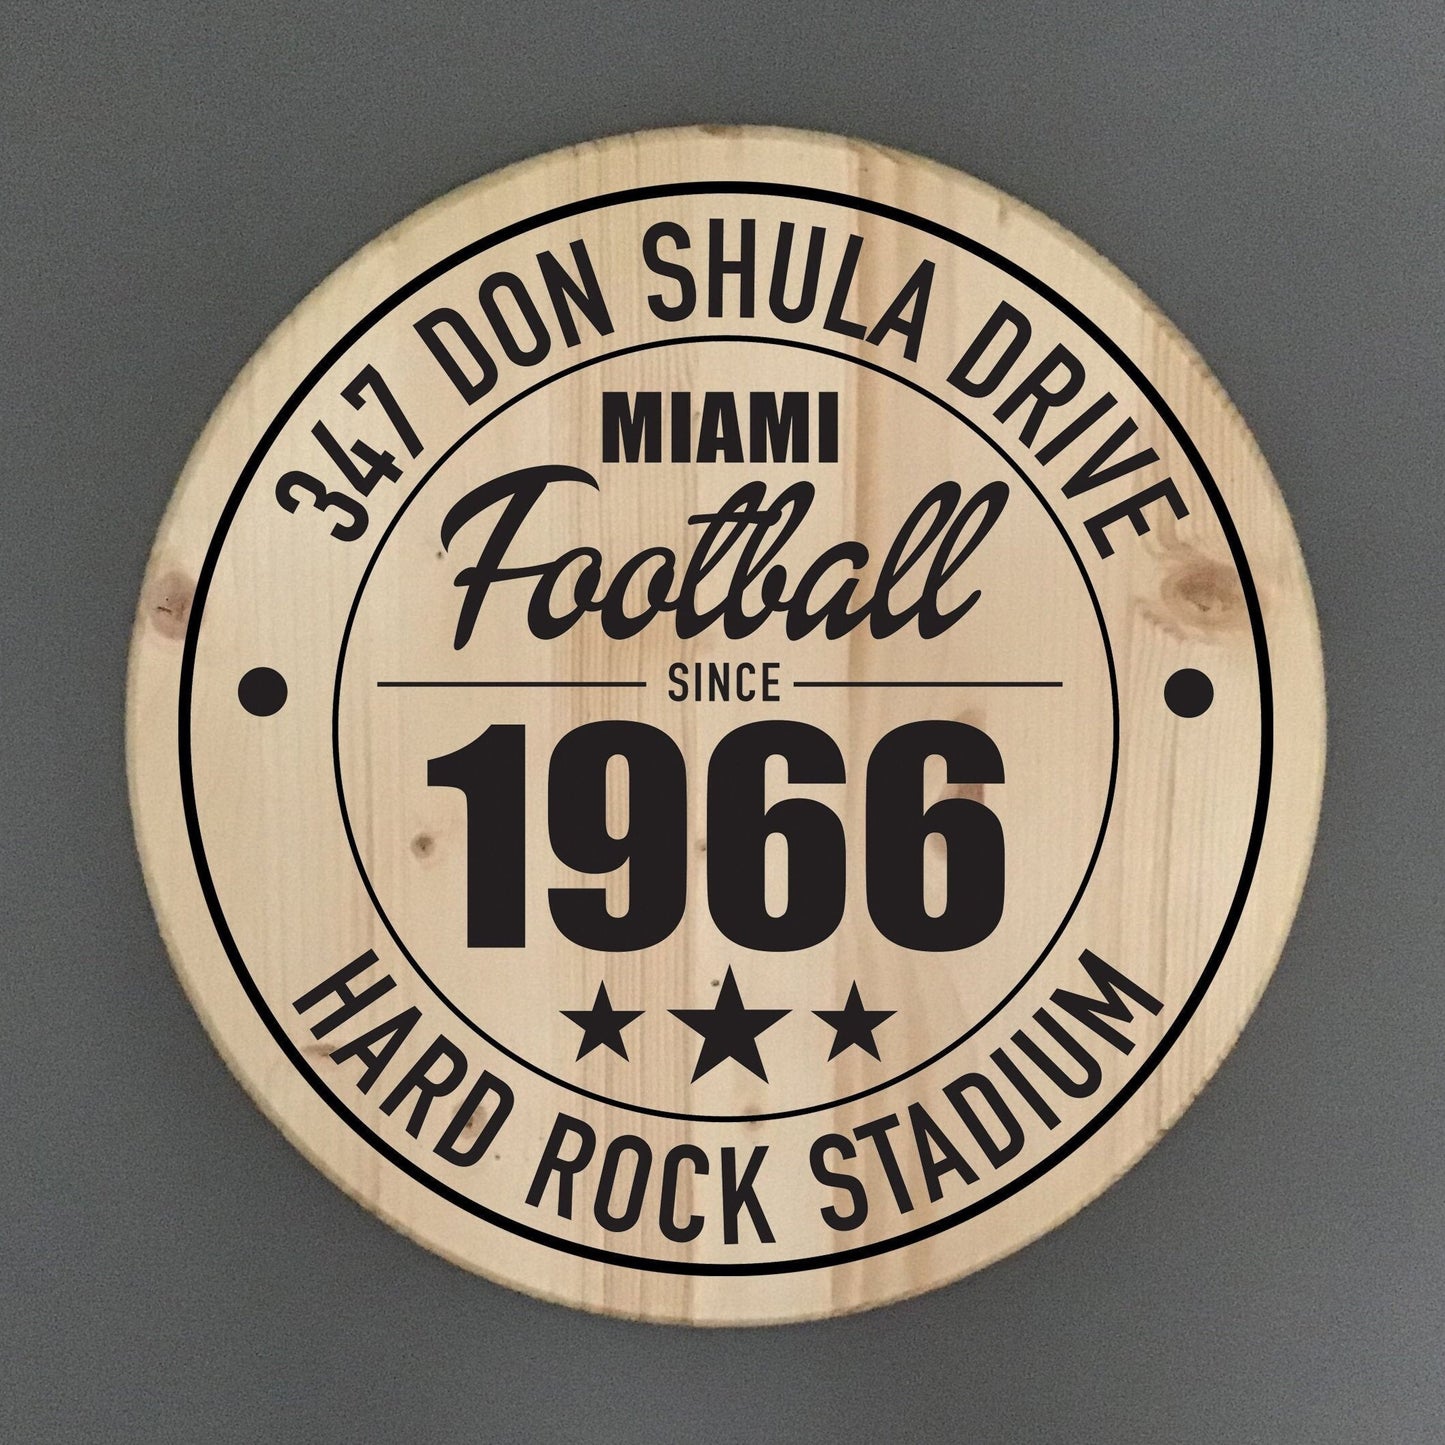 347 DON SHULA DRIVE
MIAMI
Football
SINCE
1966
HARD ROCK STADIUM